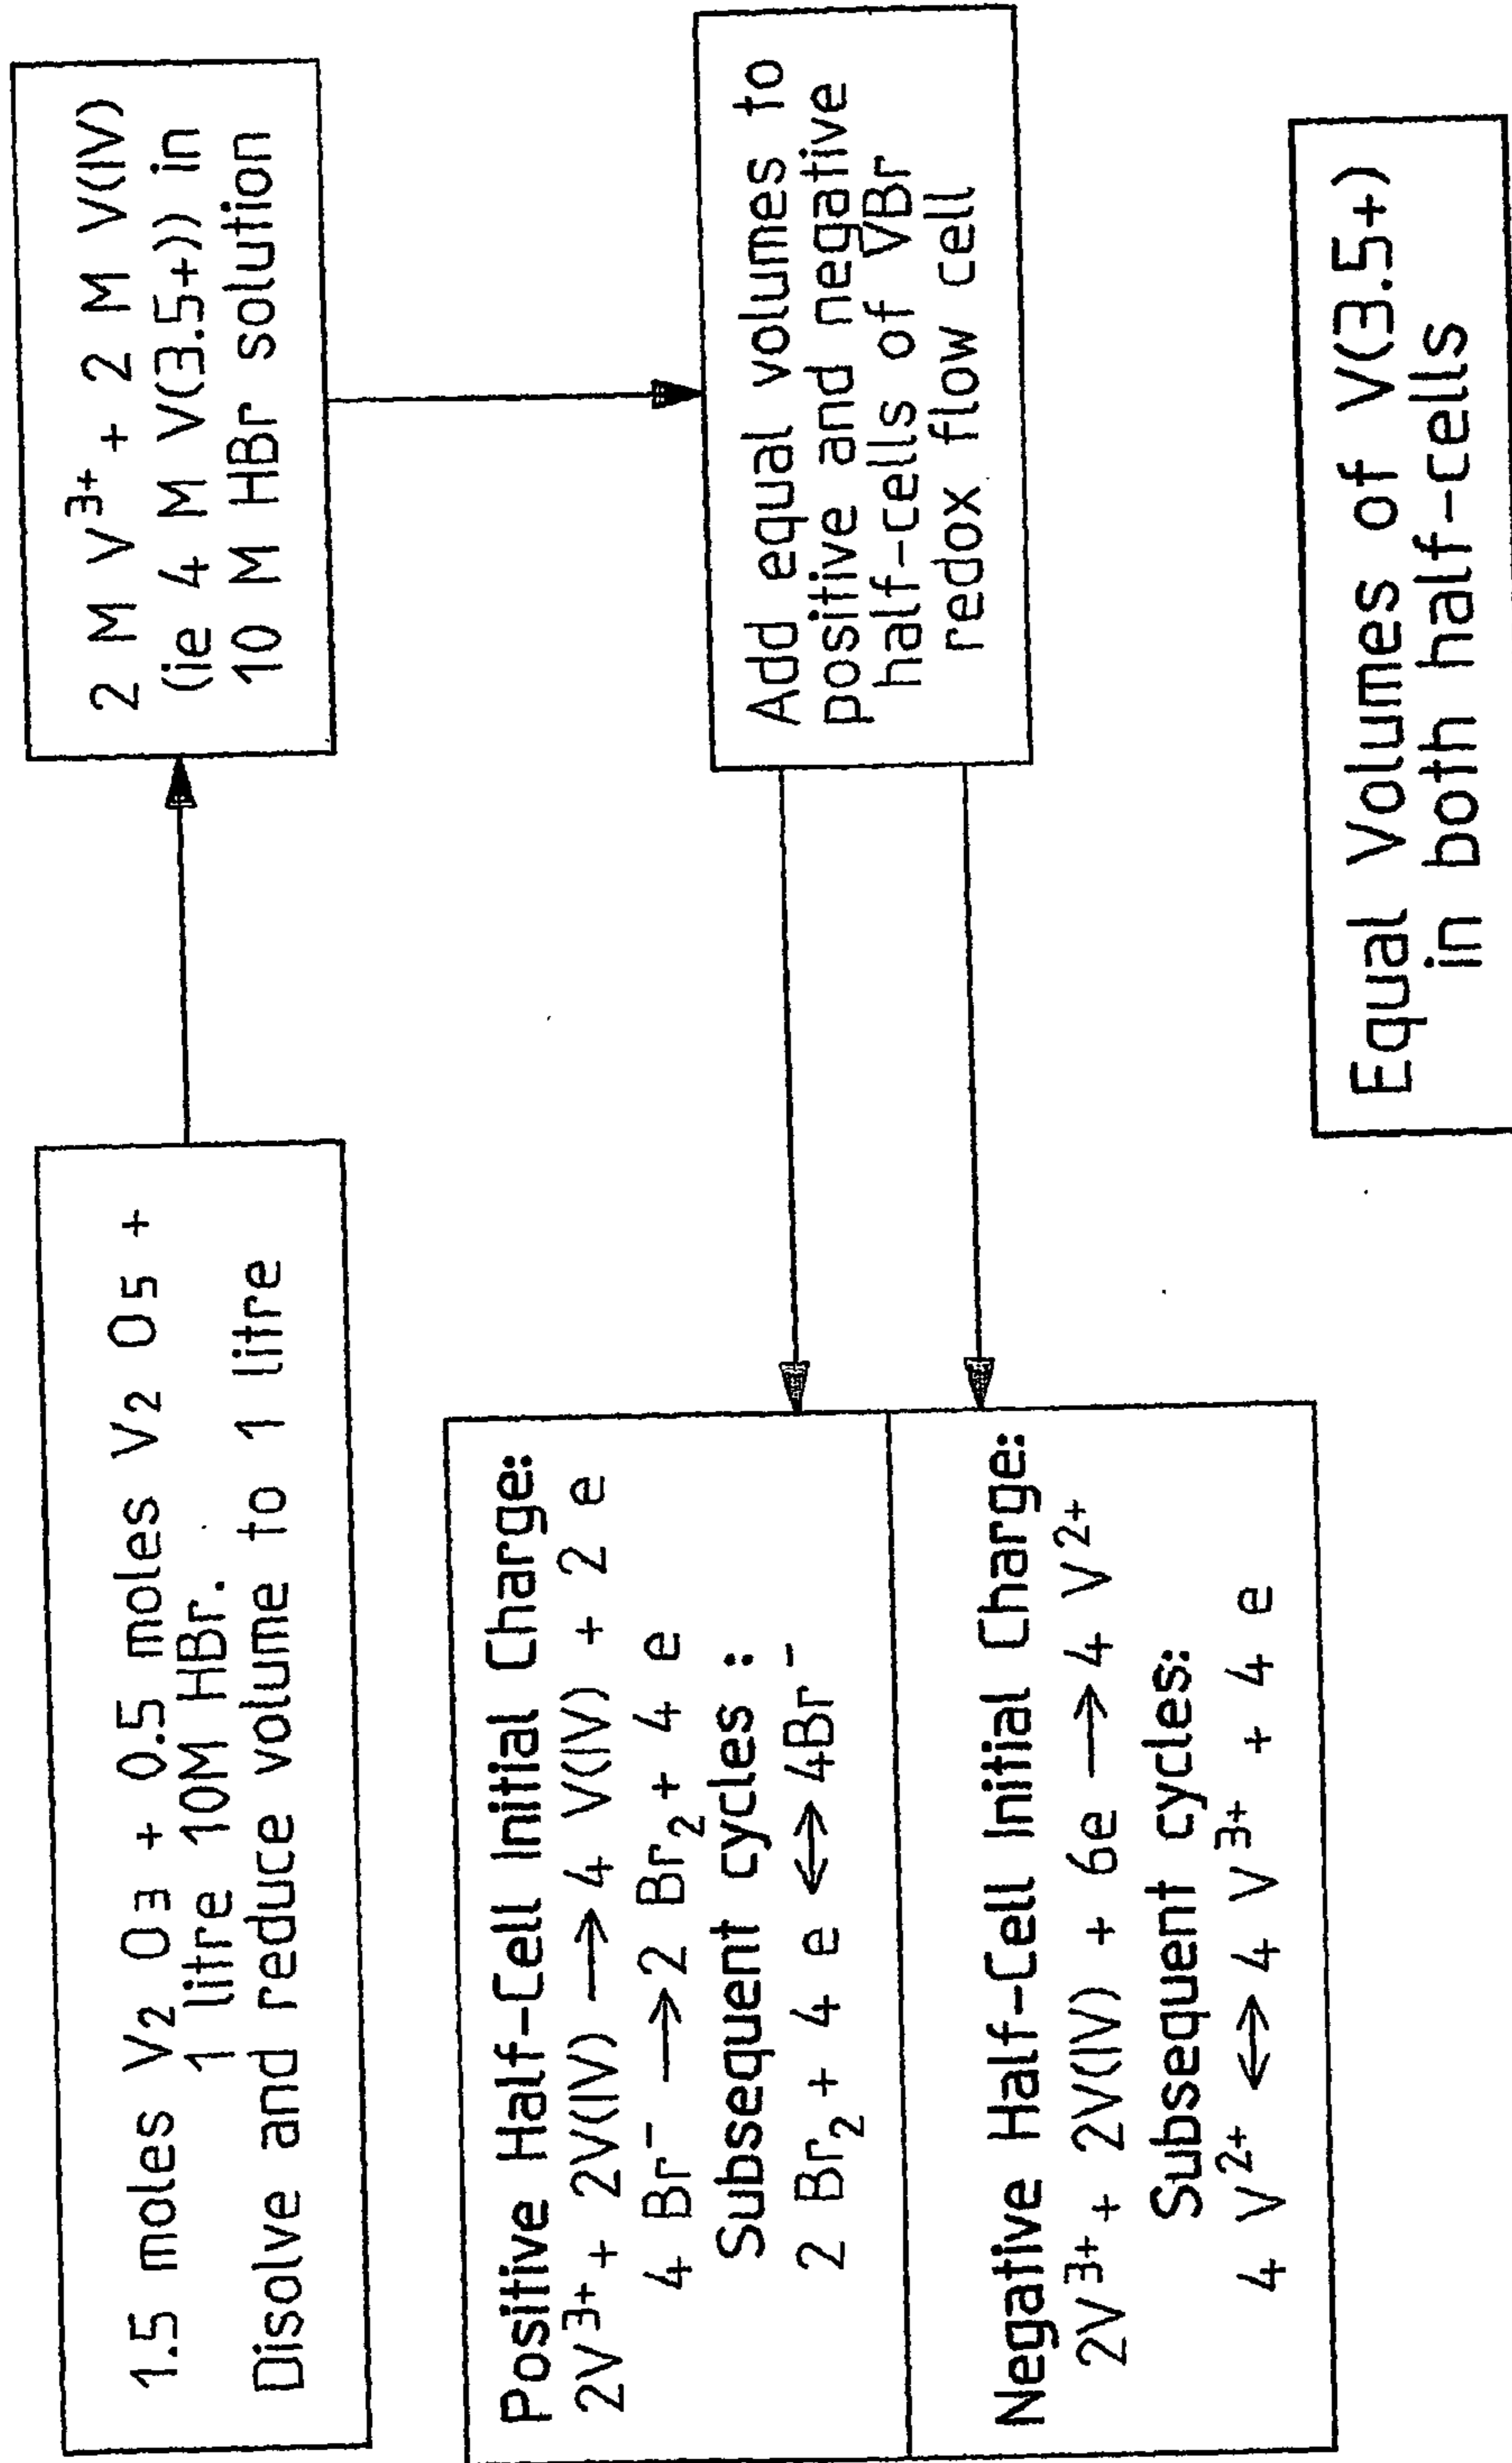 1.5 moles V₂ O₃ + 0.5 moles V₂ O₅ +
1 litre 10M HBr.
Disolve and reduce volume to 1 litre
2 M V³⁺ + 2 M V(IV)
(ie 4 M V(3.5+)) in
10 M HBr solution
Add equal volumes to
positive and negative
half-cells of VBr
redox flow cell
Positive Half-Cell Initial Charge:
2V³⁺ + 2V(IV) → 4 V(IV) + 2 e
4 Br⁻ → 2 Br₂ + 4 e
Subsequent cycles :
2 Br₂ + 4 e ⟷ 4Br⁻
Negative Half-Cell Initial Charge:
2V³⁺ + 2V(IV) + 6e → 4 V²⁺
Subsequent cycles:
4 V²⁺ ⟷ 4 V³⁺ + 4 e
Equal Volumes of V(3.5+)
in both half-cells